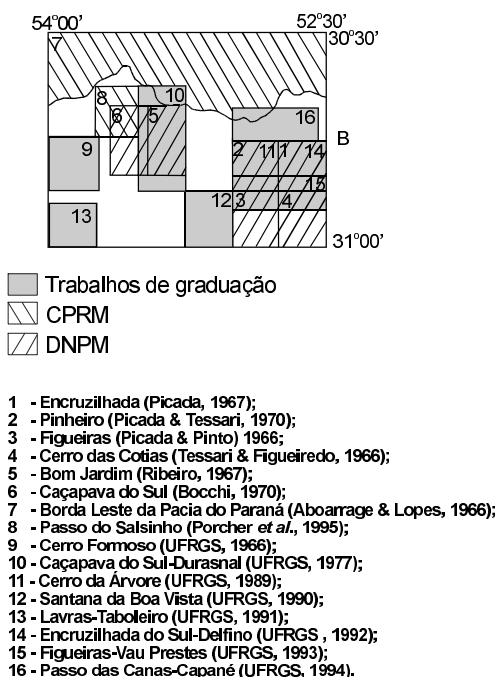 54°00' 52°30'
30°30'
7
8 10
6 5 16
B
9 2 11 1 14
15
13 12 3 4
31°00'
Trabalhos de graduação
CPRM
DNPM
1 - Encruzilhada (Picada, 1967);
2 - Pinheiro (Picada & Tessari, 1970);
3 - Figueiras (Picada & Pinto) 1966;
4 - Cerro das Cotias (Tessari & Figueiredo, 1966);
5 - Bom Jardim (Ribeiro, 1967);
6 - Caçapava do Sul (Bocchi, 1970);
7 - Borda Leste da Pacia do Paraná (Aboarrage & Lopes, 1966);
8 - Passo do Salsinho (Porcher et al., 1995);
9 - Cerro Formoso (UFRGS, 1966);
10 - Caçapava do Sul-Durasnal (UFRGS, 1977);
11 - Cerro da Árvore (UFRGS, 1989);
12 - Santana da Boa Vista (UFRGS, 1990);
13 - Lavras-Taboleiro (UFRGS, 1991);
14 - Encruzilhada do Sul-Delfino (UFRGS , 1992);
15 - Figueiras-Vau Prestes (UFRGS, 1993);
16 - Passo das Canas-Capané (UFRGS, 1994).